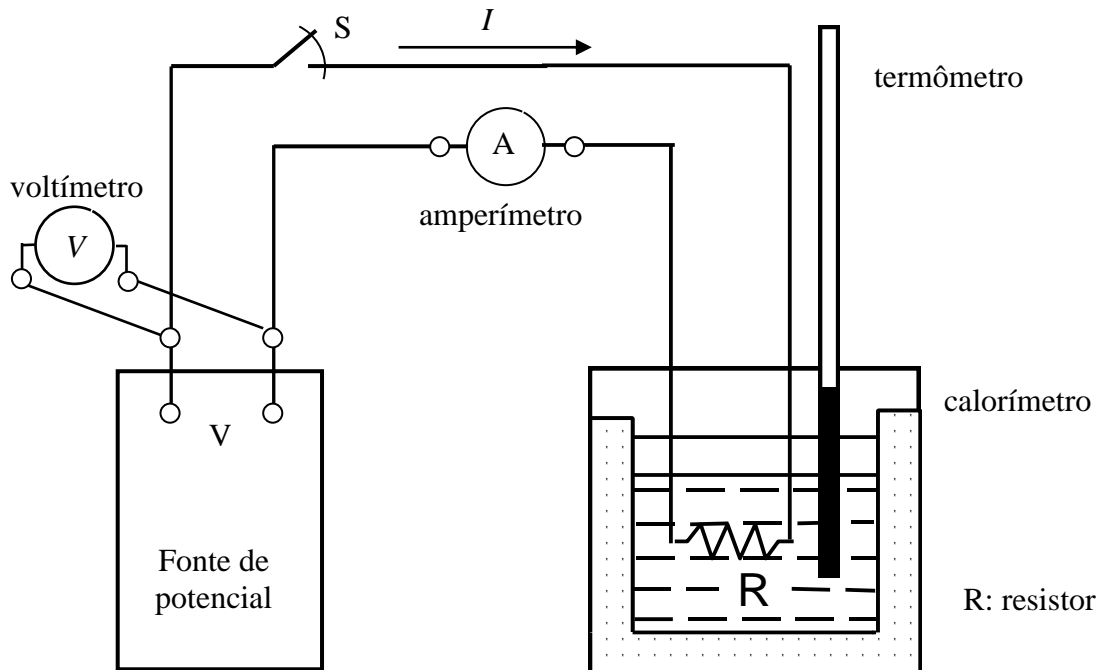 S
I
termômetro
A
voltímetro
amperímetro
V
calorímetro
V
Fonte de
potencial
R
R: resistor